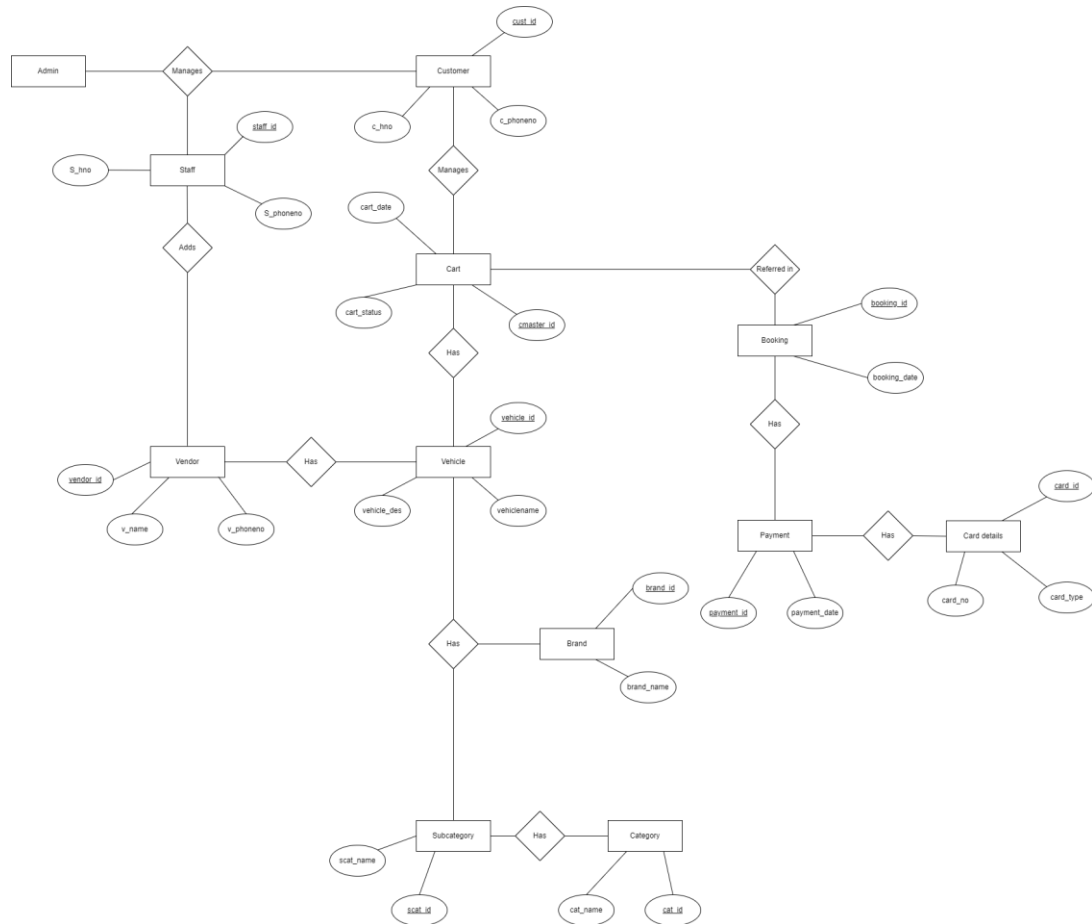 cust_id
Admin
Manages
Customer
c_hno
c_phoneno
staff_id
S_hno
Staff
Manages
S_phoneno
cart_date
Adds
Cart
Referred in
booking_id
cart_status
cmaster_id
Booking
Has
booking_date
vehicle_id
Has
Vendor
Has
Vehicle
vendor_id
card_id
vehicle_des
vehiclename
v_name
v_phoneno
Payment
Has
Card details
brand_id
payment_id
payment_date
card_no
card_type
Has
Brand
brand_name
Subcategory
Has
Category
scat_name
scat_id
cat_name
cat_id